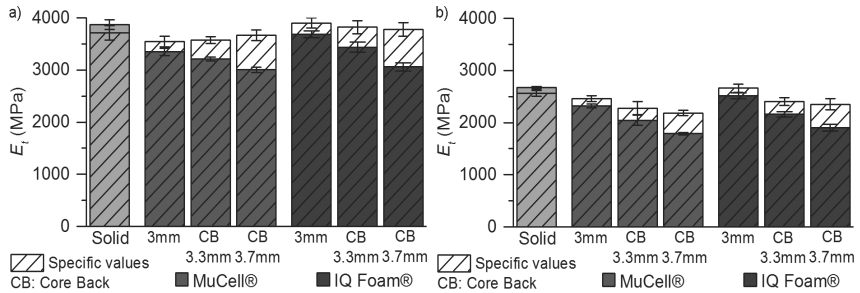 a)
4000
3000
2000
1000
0
E_t (MPa)
Solid
3mm
CB
3.3mm
CB
3.7mm
3mm
CB
3.3mm
CB
3.7mm
Specific values
CB: Core Back
MuCell®
IQ Foam®
b)
4000
3000
2000
1000
0
E_t (MPa)
Solid
3mm
CB
3.3mm
CB
3.7mm
3mm
CB
3.3mm
CB
3.7mm
Specific values
CB: Core Back
MuCell®
IQ Foam®